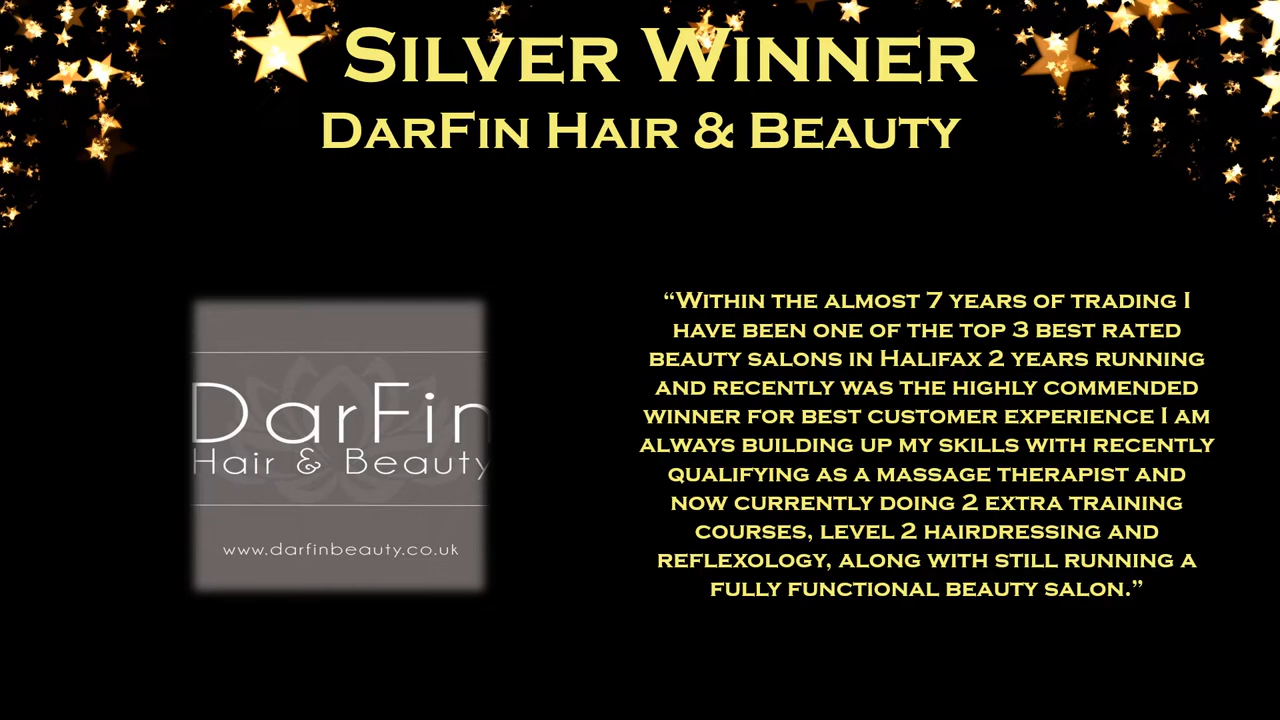 SILVER WINNER
DARFIN HAIR & BEAUTY
DarFin
Hair & Beauty
www.darfinbeauty.co.uk
“WITHIN THE ALMOST 7 YEARS OF TRADING I
HAVE BEEN ONE OF THE TOP 3 BEST RATED
BEAUTY SALONS IN HALIFAX 2 YEARS RUNNING
AND RECENTLY WAS THE HIGHLY COMMENDED
WINNER FOR BEST CUSTOMER EXPERIENCE I AM
ALWAYS BUILDING UP MY SKILLS WITH RECENTLY
QUALIFYING AS A MASSAGE THERAPIST AND
NOW CURRENTLY DOING 2 EXTRA TRAINING
COURSES, LEVEL 2 HAIRDRESSING AND
REFLEXOLOGY, ALONG WITH STILL RUNNING A
FULLY FUNCTIONAL BEAUTY SALON.”